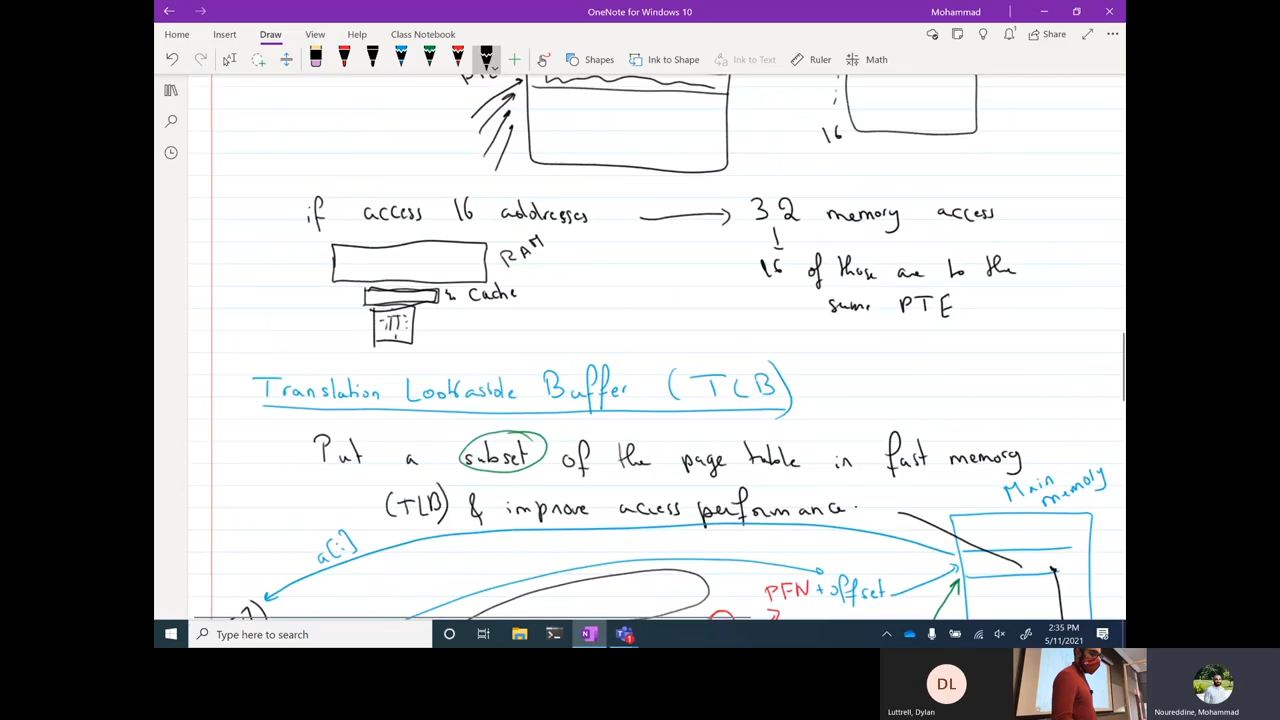 OneNote for Windows 10
Mohammad
Home
Insert
Draw
View
Help
Class Notebook
Share
Shapes
Ink to Shape
Ink to Text
Ruler
Math
16
if access 16 addresses → 32 memory access
RAM
16 of those are to the
same PTE
Cache
Translation Lookaside Buffer (TLB)
Put a subset of the page table in fast memory
(TLB) & improve access performance.
Main
memory
a[i]
PFN + offset
Type here to search
2:35 PM
5/11/2021
DL
Luttrell, Dylan
Noureddine, Mohammad